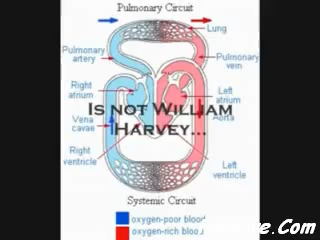 Pulmonary Circuit
Lung
Pulmonary artery
Pulmonary vein
Right atrium
Left atrium
Is not William
Harvey...
Vena cavae
Aorta
Right ventricle
Left ventricle
Systemic Circuit
oxygen-poor blood
oxygen-rich blood
.Com